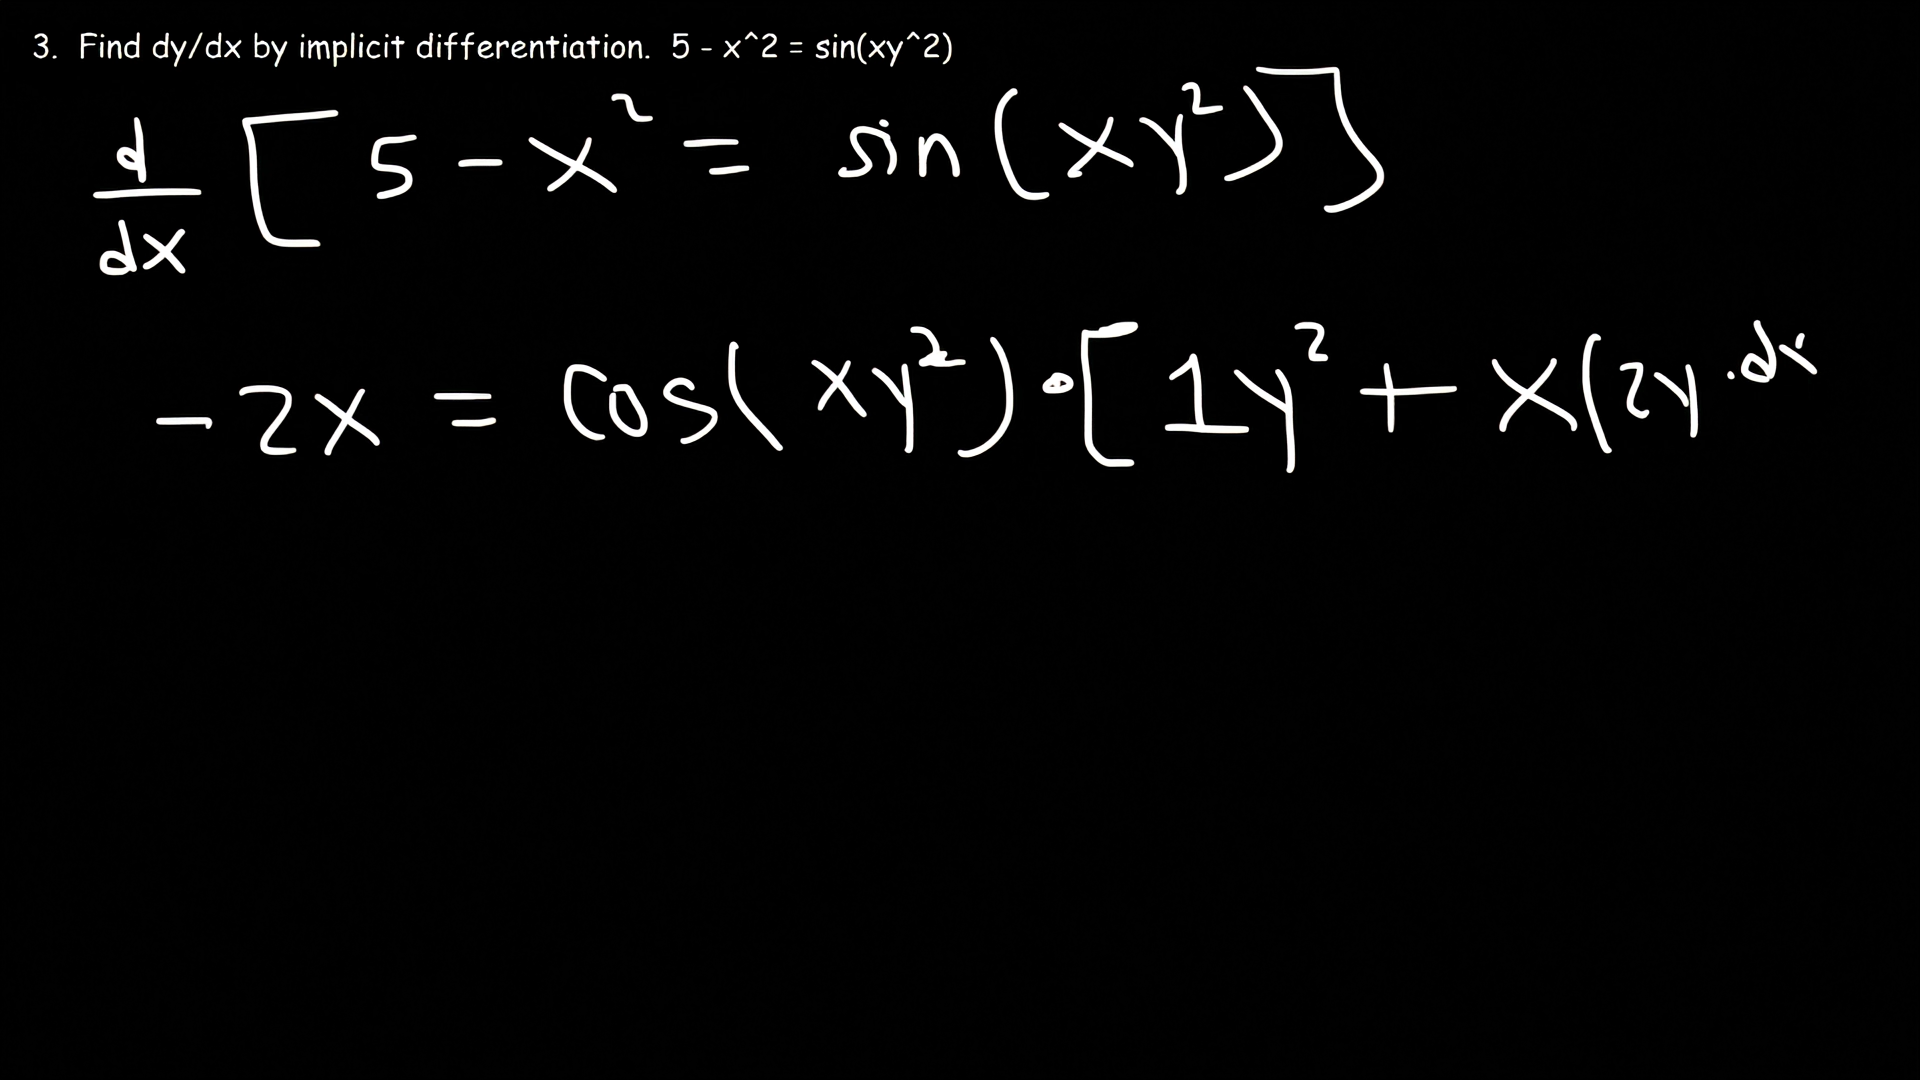 3. Find dy/dx by implicit differentiation. 5 - x^2 = sin(xy^2)
d/dx [5 - x² = sin(xy²)]
-2x = cos(xy²) • [1y² + x(2y · dy